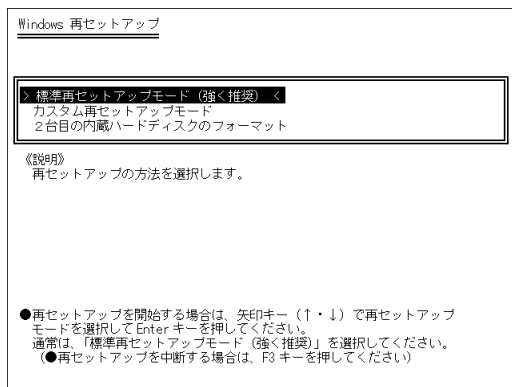 Windows 再セットアップ
> 標準再セットアップモード（強く推奨） <
カスタム再セットアップモード
２台目の内蔵ハードディスクのフォーマット
《説明》
再セットアップの方法を選択します。
●再セットアップを開始する場合は、矢印キー（↑・↓）で再セットアップ
モードを選択して Enter キーを押してください。
通常は、「標準再セットアップモード（強く推奨）」を選択してください。
（●再セットアップを中断する場合は、F3 キーを押してください）